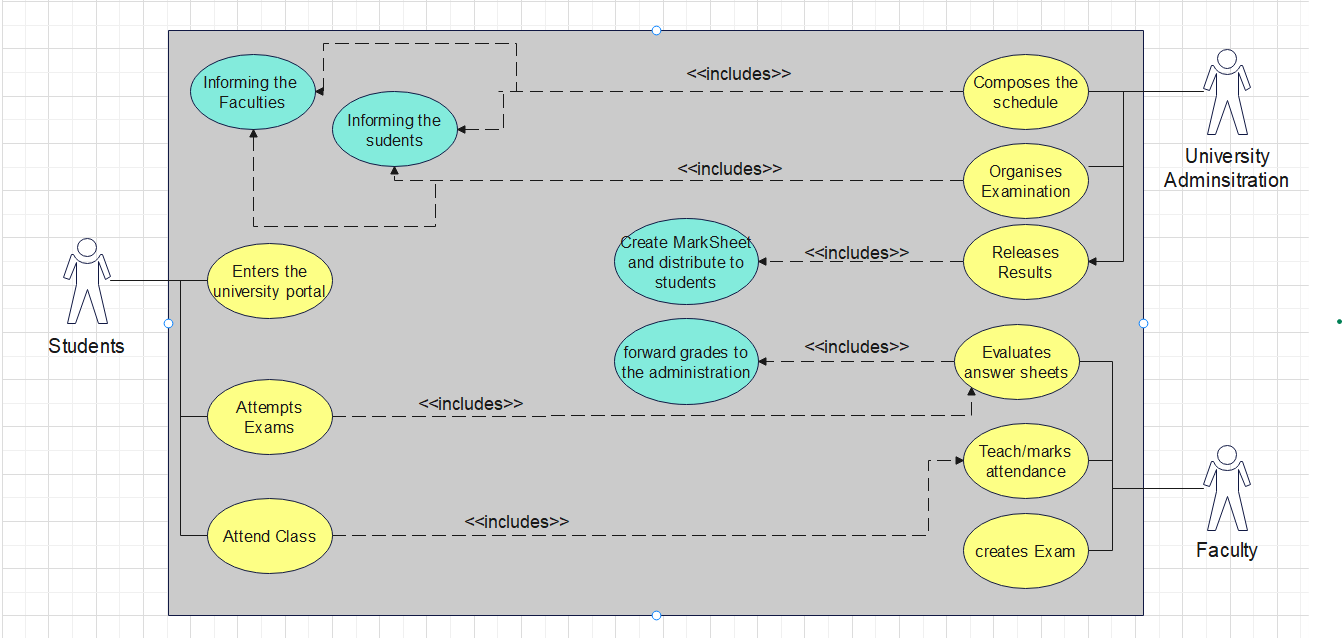 <<includes>>
Informing the
Faculties
Composes the
schedule
Informing the
sudents
University
Adminsitration
<<includes>>
Organises
Examination
Create MarkSheet
and distribute to
students
<<includes>>
Releases
Results
Enters the
university portal
Students
forward grades to
the administration
<<includes>>
Evaluates
answer sheets
Attempts
Exams
<<includes>>
Teach/marks
attendance
Attend Class
<<includes>>
creates Exam
Faculty